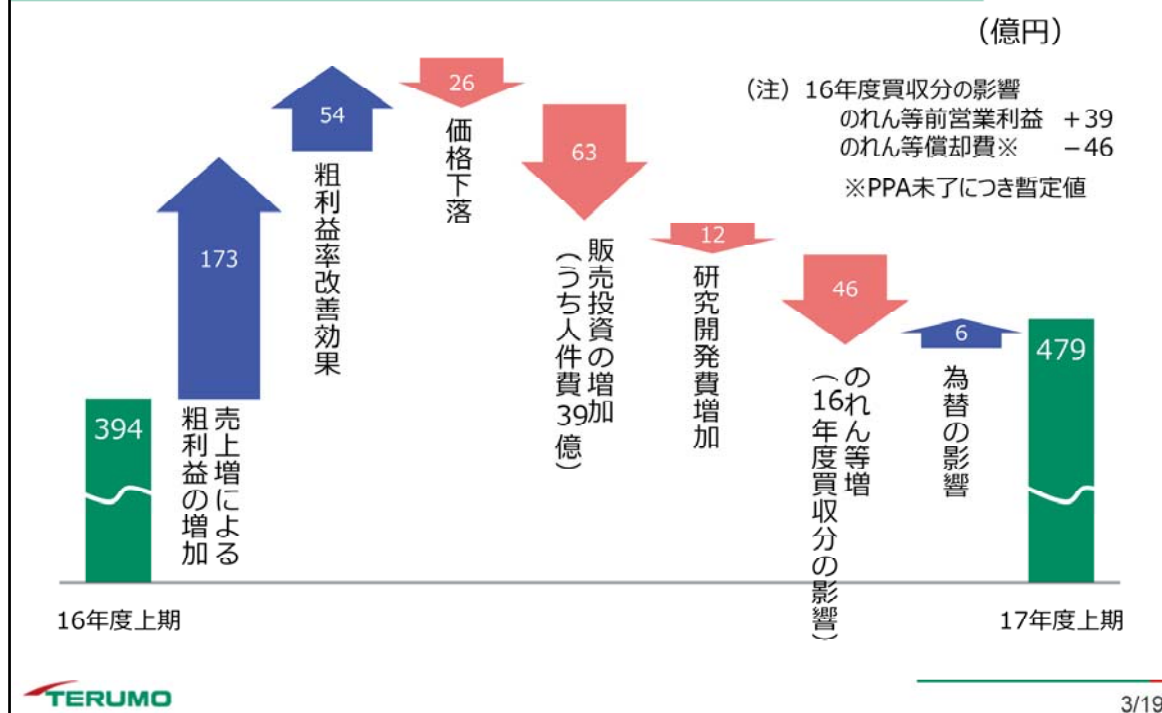 （億円）
（注）16年度買収分の影響
のれん等前営業利益 ＋39
のれん等償却費※ －46
※PPA未了につき暫定値
394
173
売上増による
粗利益の増加
54
粗利益率改善効果
26
価格下落
63
販売投資の増加
（うち人件費39億）
12
研究開発費増加
46
のれん等増
（16年度買収分の影響）
6
為替の影響
479
16年度上期
17年度上期
TERUMO
3/19